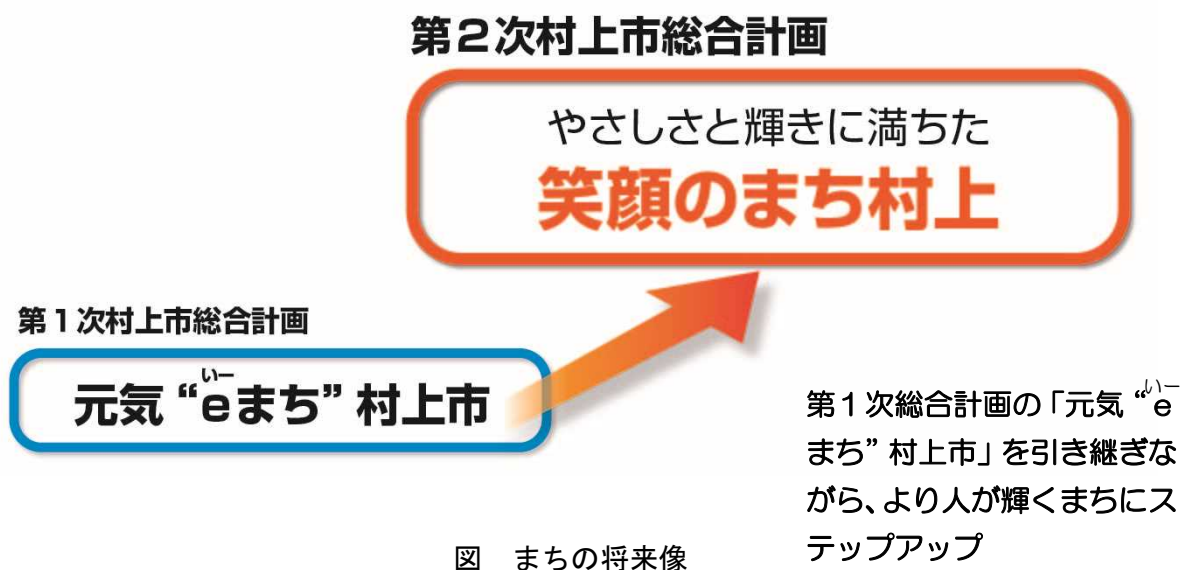 第2次村上市総合計画
やさしさと輝きに満ちた
笑顔のまち村上
第1次村上市総合計画
いー
元気“eまち”村上市
いー
第1次総合計画の「元気“e
まち”村上市」を引き継ぎな
がら、より人が輝くまちにス
テップアップ
図　まちの将来像